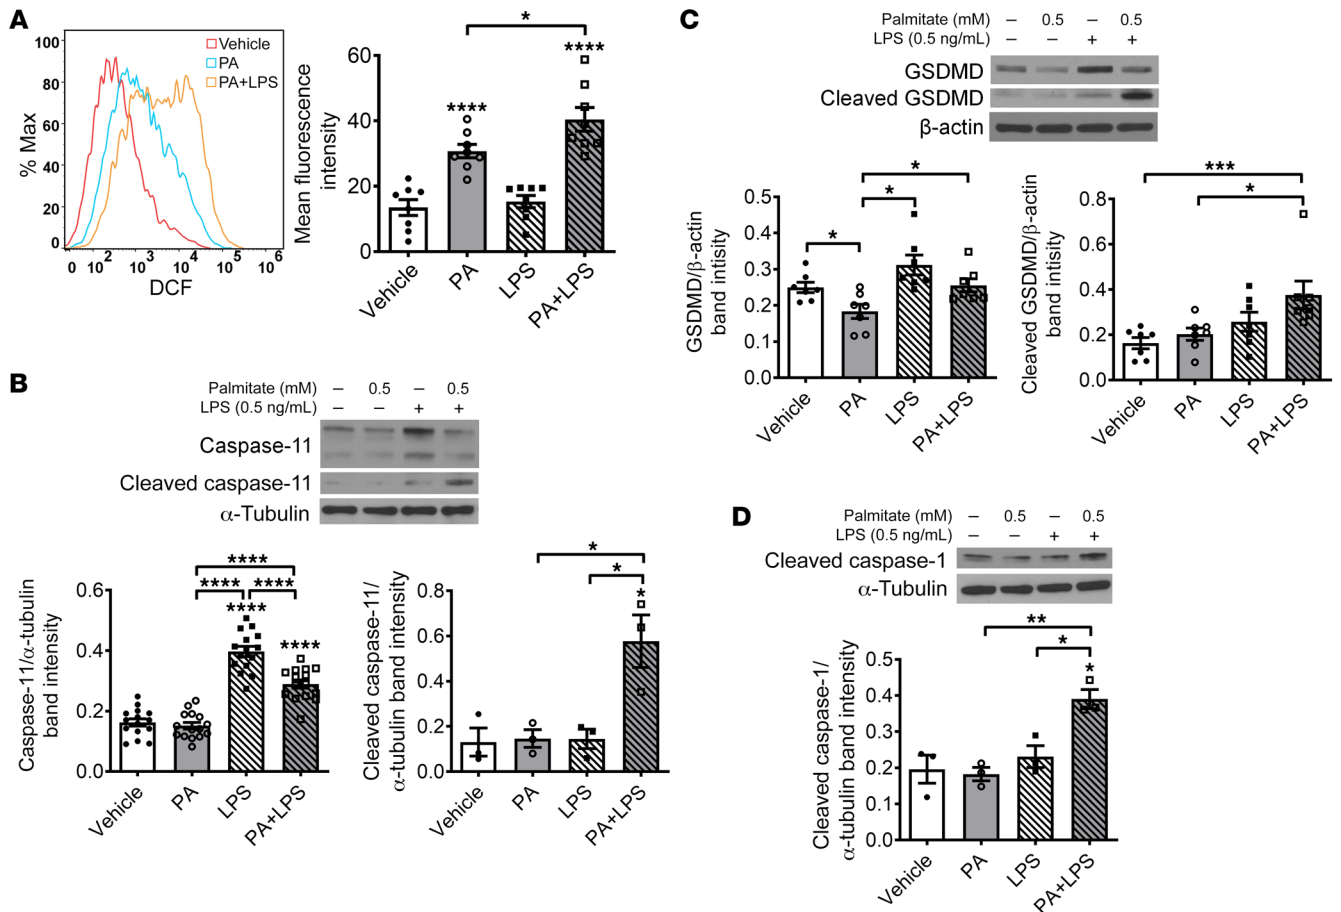 A
100
80
60
40
20
0
% Max
0 10 2 10 3 10 4 10 5 10 6
DCF
Vehicle
PA
PA+LPS
Mean fluorescence
intensity
60
40
20
0
*
****
****
Vehicle PA LPS PA+LPS
B
Palmitate (mM) – 0.5 – 0.5
LPS (0.5 ng/mL) – – + +
Caspase-11
Cleaved caspase-11
α-Tubulin
Caspase-11/α-tubulin
band intensity
0.6
0.4
0.2
0.0
****
**** ****
****
****
Vehicle PA LPS PA+LPS
Cleaved caspase-11/
α-tubulin band intensity
0.8
0.6
0.4
0.2
0.0
*
*
*
Vehicle PA LPS PA+LPS
C
Palmitate (mM) – 0.5 – 0.5
LPS (0.5 ng/mL) – – + +
GSDMD
Cleaved GSDMD
β-actin
GSDMD/β-actin
band intisity
0.5
0.4
0.3
0.2
0.1
0.0
*
*
*
Vehicle PA LPS PA+LPS
Cleaved GSDMD/β-actin
band intisity
0.8
0.6
0.4
0.2
0.0
***
*
Vehicle PA LPS PA+LPS
D
Palmitate (mM) – 0.5 – 0.5
LPS (0.5 ng/mL) – – + +
Cleaved caspase-1
α-Tubulin
Cleaved caspase-1/
α-tubulin band intensity
0.5
0.4
0.3
0.2
0.1
0.0
**
*
*
Vehicle PA LPS PA+LPS